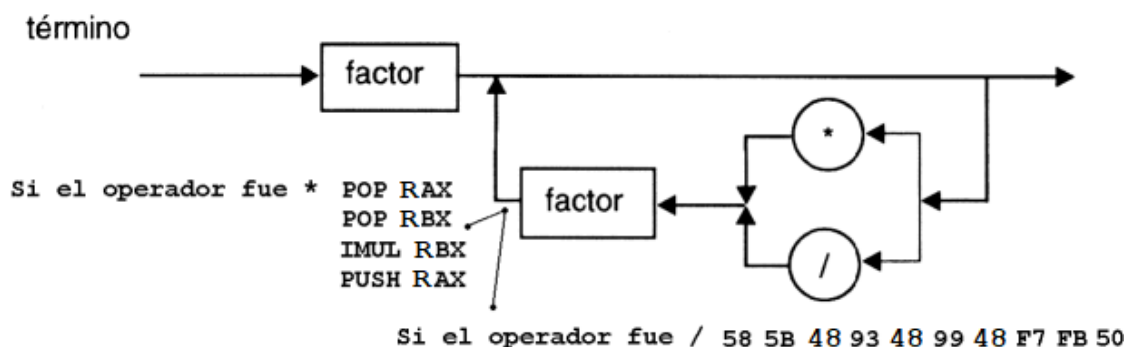 término
factor
*
Si el operador fue * POP RAX
factor
POP RBX
IMUL RBX
/
PUSH RAX
Si el operador fue / 58 5B 48 93 48 99 48 F7 FB 50